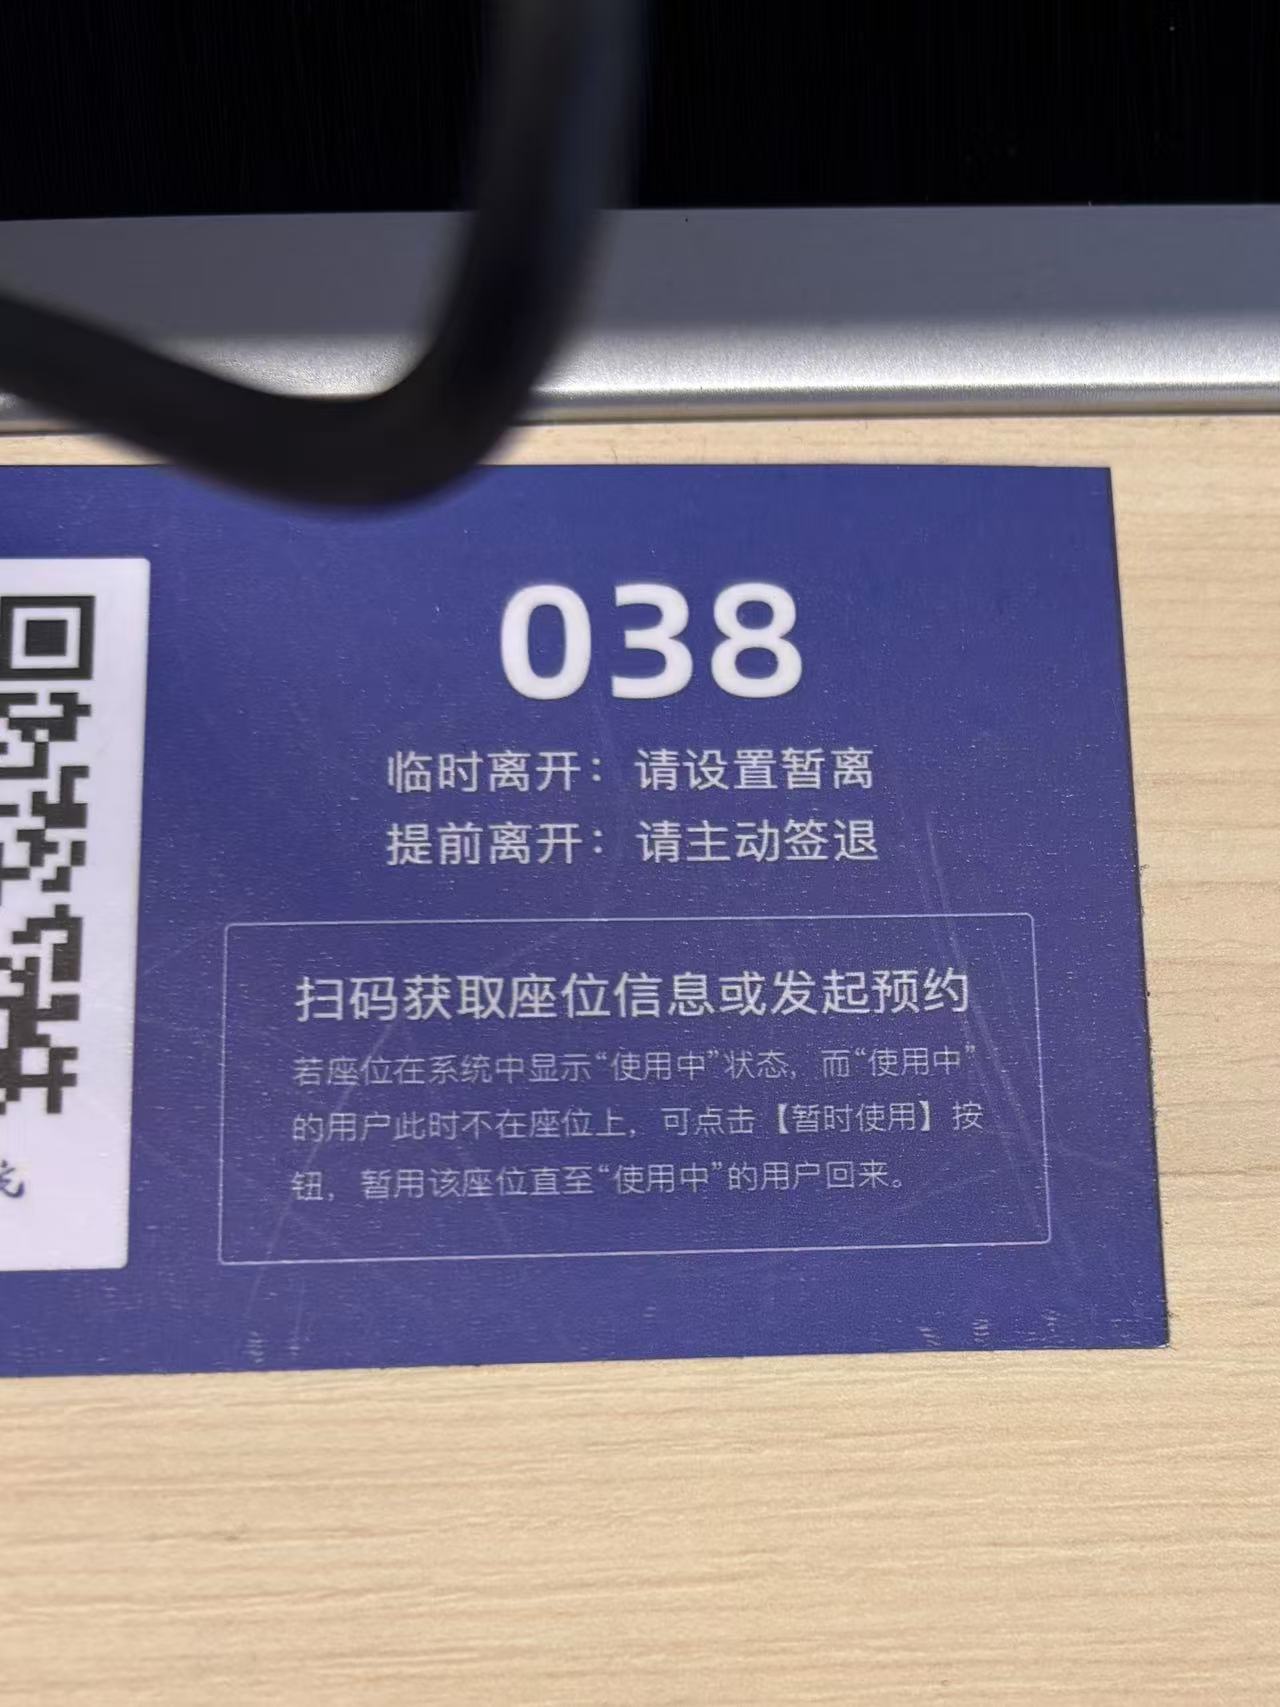 038
临时离开：请设置暂离
提前离开：请主动签退
扫码获取座位信息或发起预约
若座位在系统中显示“使用中”状态，而“使用中”
的用户此时不在座位上，可点击【暂时使用】按
钮，暂用该座位直至“使用中”的用户回来。